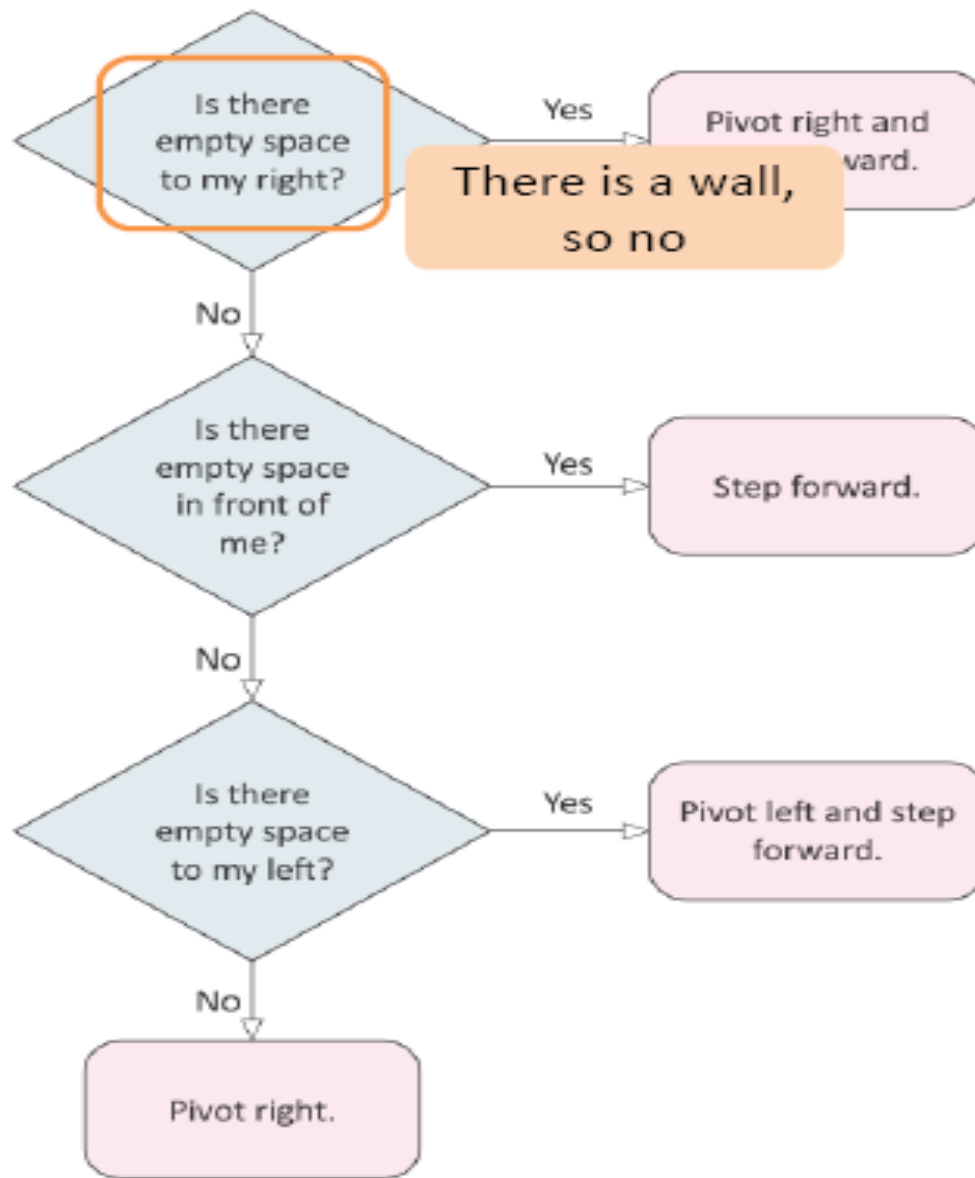 Is there
empty space
to my right?
Yes
Pivot right and
ward.
There is a wall,
so no
No
Is there
empty space
in front of
me?
Yes
Step forward.
No
Is there
empty space
to my left?
Yes
Pivot left and step
forward.
No
Pivot right.